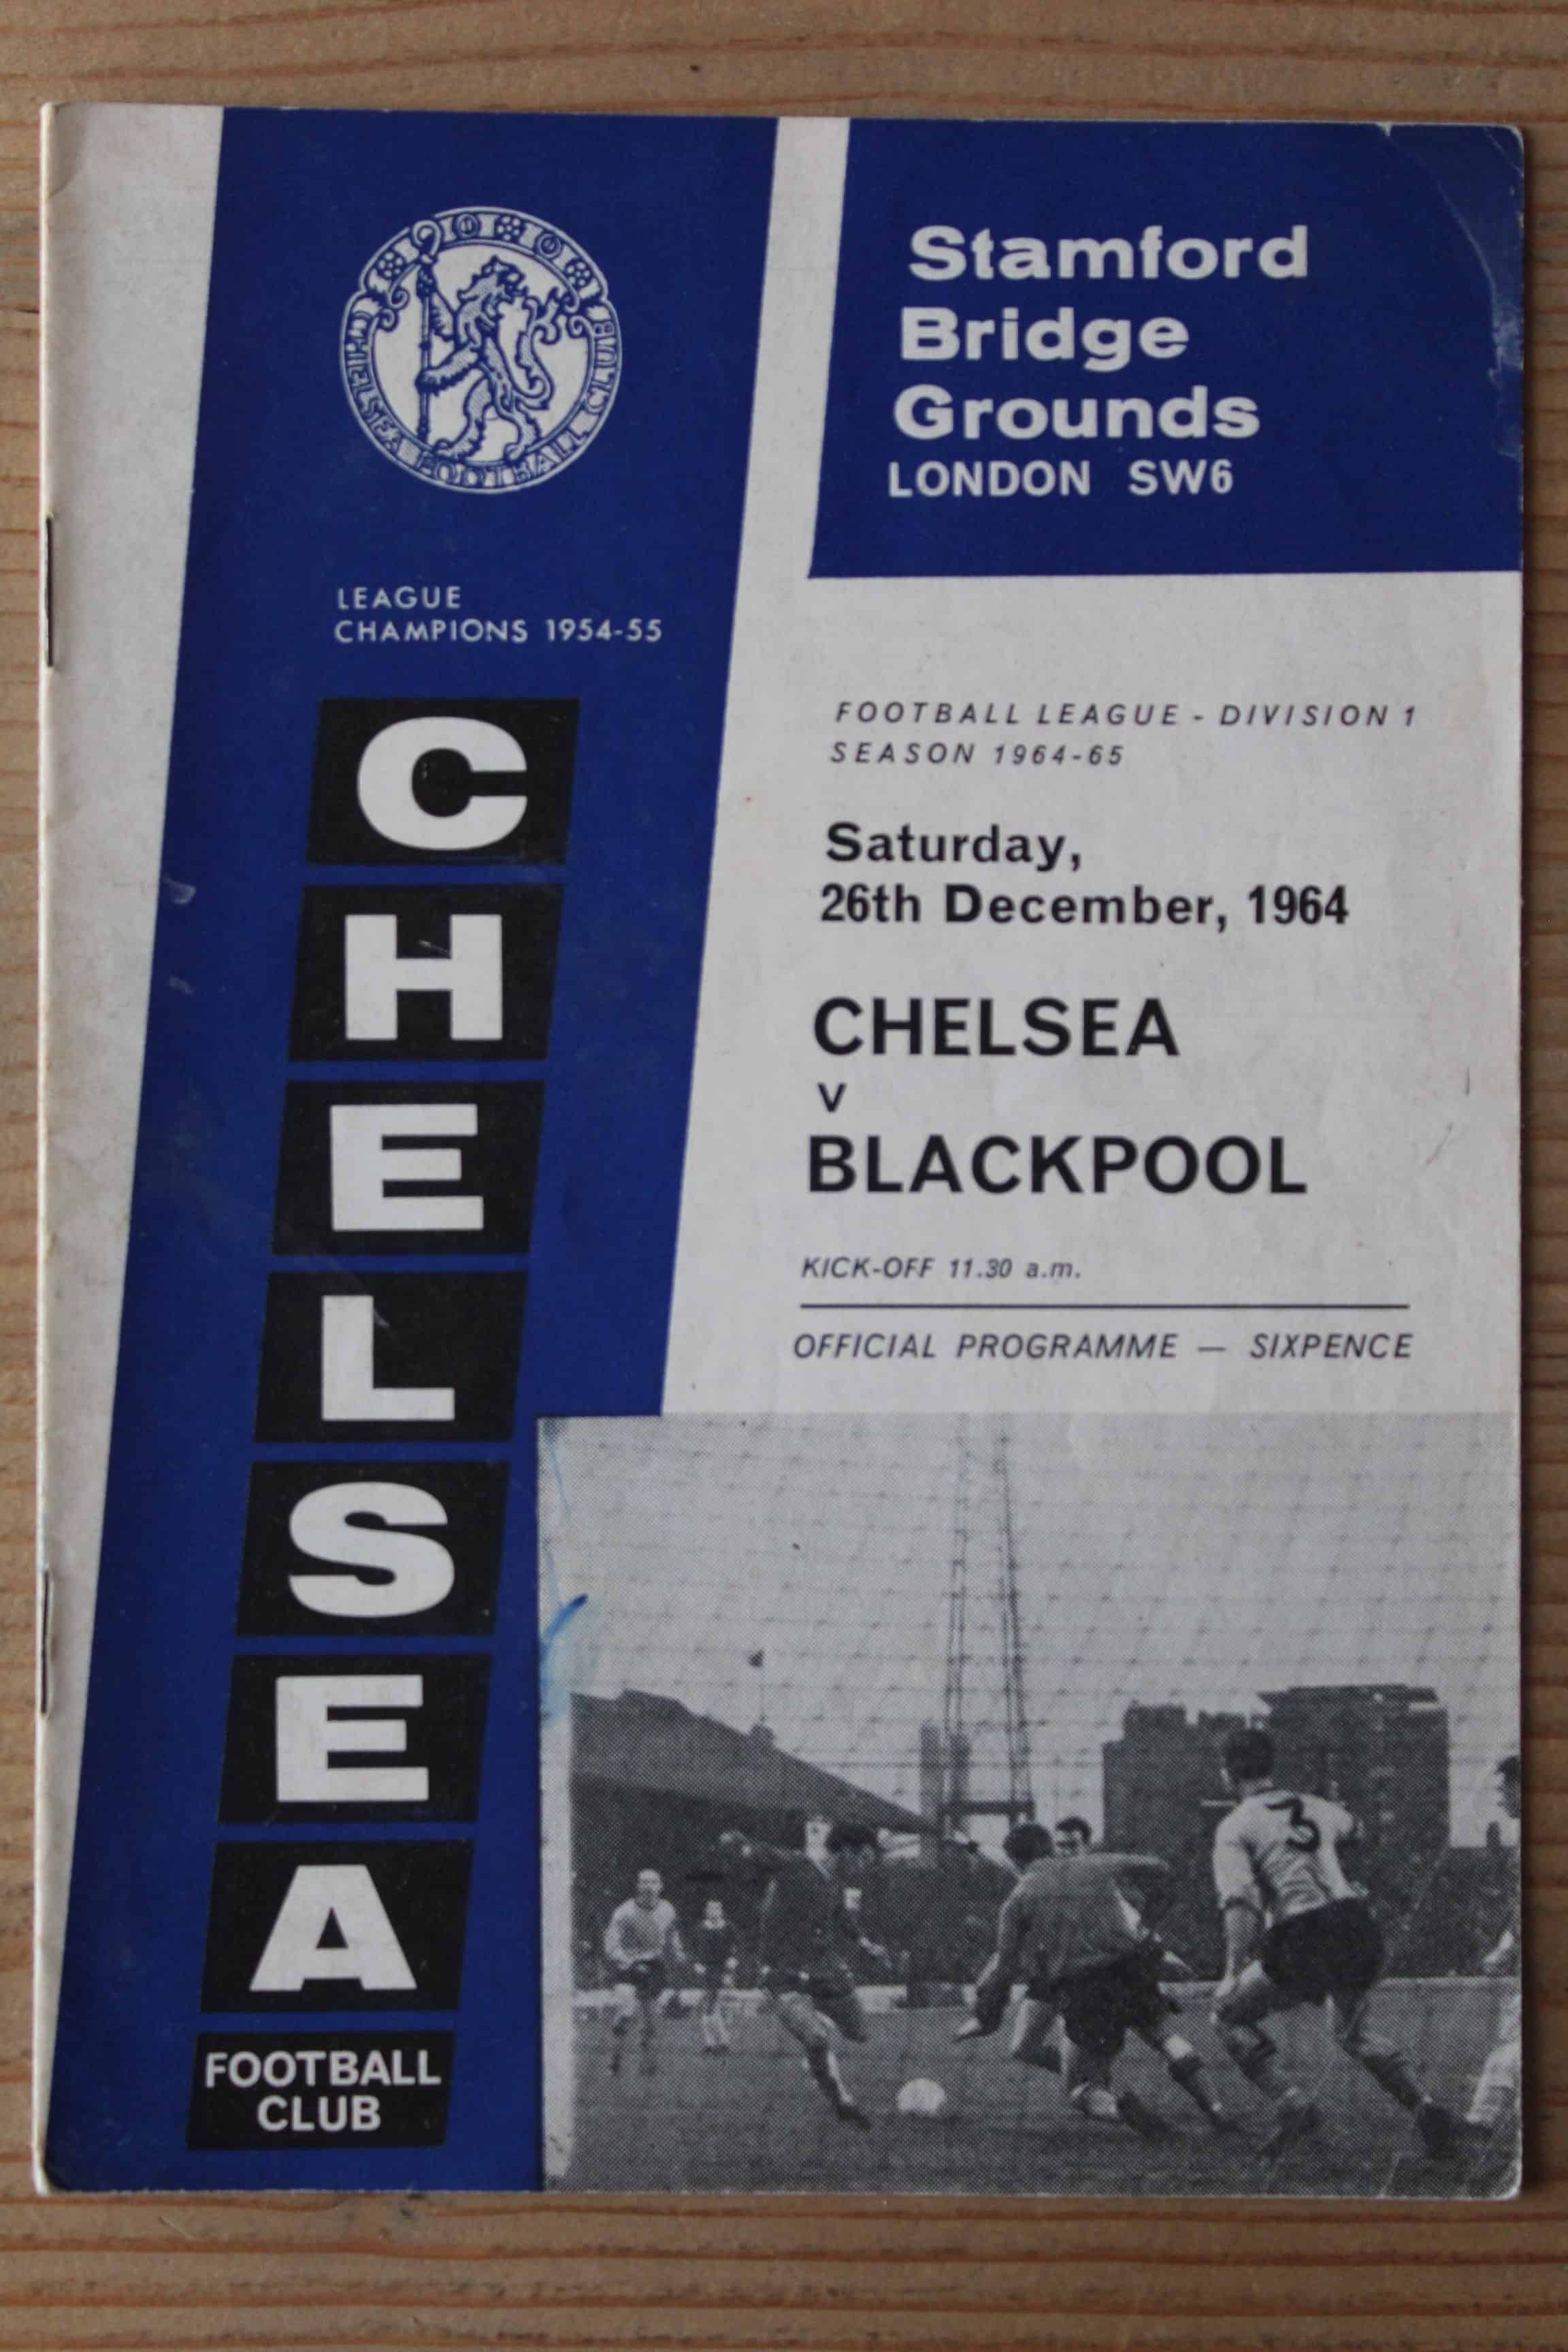 CHELSEA FOOTBALL CLUB
LEAGUE
CHAMPIONS 1954-55
CHELSEA
FOOTBALL
CLUB
Stamford
Bridge
Grounds
LONDON SW6
FOOTBALL LEAGUE - DIVISION 1
SEASON 1964-65
Saturday,
26th December, 1964
CHELSEA
v
BLACKPOOL
KICK-OFF 11.30 a.m.
OFFICIAL PROGRAMME — SIXPENCE
3